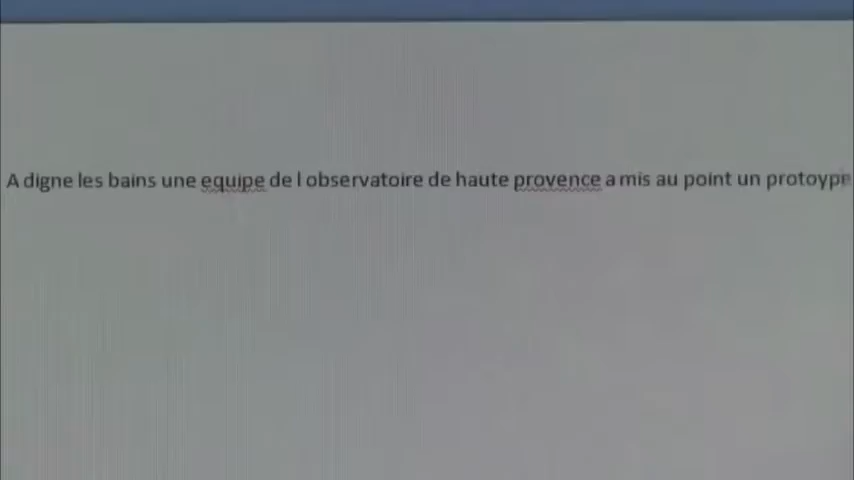 A digne les bains une equipe de l observatoire de haute provence a mis au point un protoype